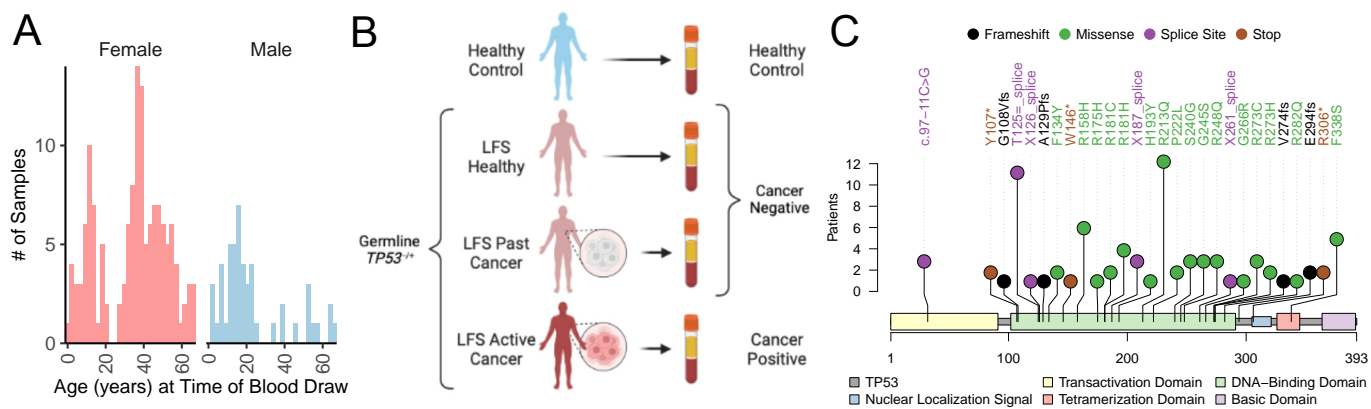 A
Female
Male
# of Samples
10
5
0
0
20
40
60
0
20
40
60
Age (years) at Time of Blood Draw
B
Healthy
Control
Healthy
Control
LFS
Healthy
Cancer
Negative
Germline
TP53-/+
LFS Past
Cancer
LFS Active
Cancer
Cancer
Positive
C
Frameshift
Missense
Splice Site
Stop
c.97−11C>G
Y107*
G108Vfs
T125=_splice
X126_splice
A129Pfs
F134Y
W146*
R158H
R175H
R181C
R181H
X187_splice
H193Y
R213Q
P222L
S240G
G245S
R248Q
X261_splice
G266R
R273C
R273H
V274fs
R282Q
E294fs
R306*
F338S
Patients
12
10
8
6
4
2
0
1
100
200
300
393
TP53
Transactivation Domain
DNA−Binding Domain
Nuclear Localization Signal
Tetramerization Domain
Basic Domain